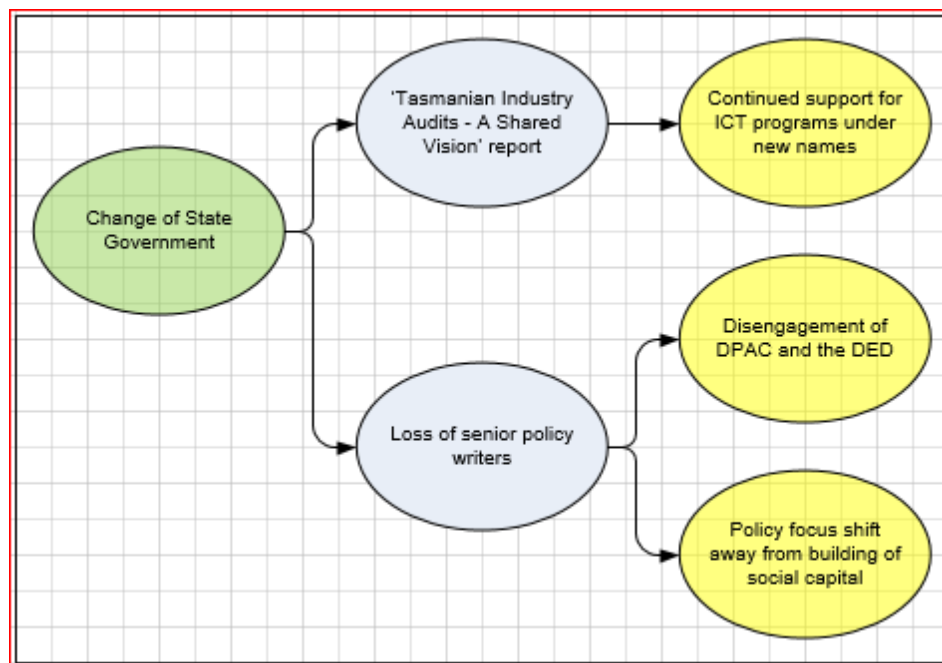 Change of State
Government
'Tasmanian Industry
Audits - A Shared
Vision' report
Loss of senior policy
writers
Continued support for
ICT programs under
new names
Disengagement of
DPAC and the DED
Policy focus shift
away from building of
social capital